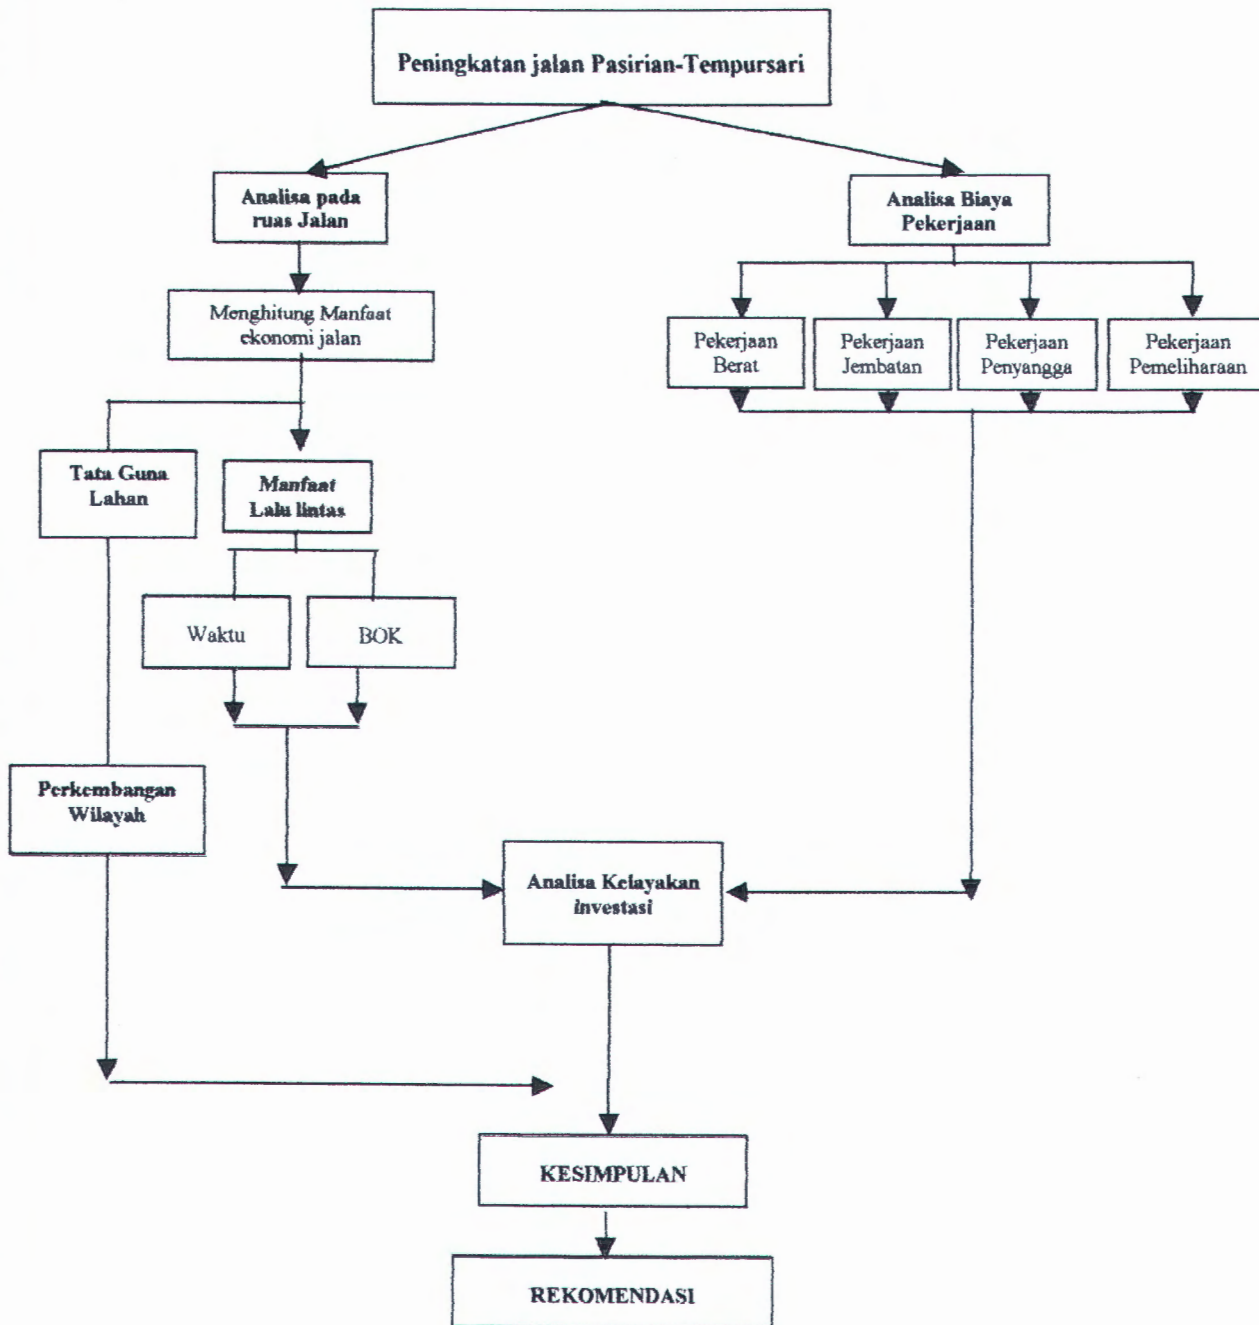 Peningkatan jalan Pasirian-Tempursari
Analisa pada
ruas Jalan
Analisa Biaya
Pekerjaan
Menghitung Manfaat
ekonomi jalan
Pekerjaan
Berat
Pekerjaan
Jembatan
Pekerjaan
Penyangga
Pekerjaan
Pemeliharaan
Tata Guna
Lahan
Manfaat
Lalu lintas
Waktu
BOK
Perkembangan
Wilayah
Analisa Kelayakan
investasi
KESIMPULAN
REKOMENDASI